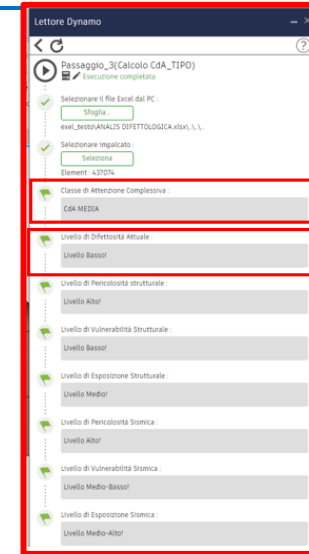 Lettore Dynamo
Passaggio_3(Calcolo CdA_TIPO)
Esecuzione completata
Selezionare il file Excel dal PC :
Sfoglia...
exel_testo\ANALIS DIFETTOLOGICA.xlsx\..\..\..
Selezionare Impalcato :
Seleziona
Element : 437074
Classe di Attenzione Complessiva :
CdA MEDIA
Livello di Difettosità Attuale :
Livello Basso!
Livello di Pericolosità strutturale :
Livello Alto!
Livello di Vulnerabilità Strutturale :
Livello Basso!
Livello di Esposizione Strutturale :
Livello Medio!
Livello di Pericolosità Sismica :
Livello Alto!
Livello di Vulnerabilità Sismica :
Livello Medio-Basso!
Livello di Esposizione Sismica :
Livello Medio-Alto!